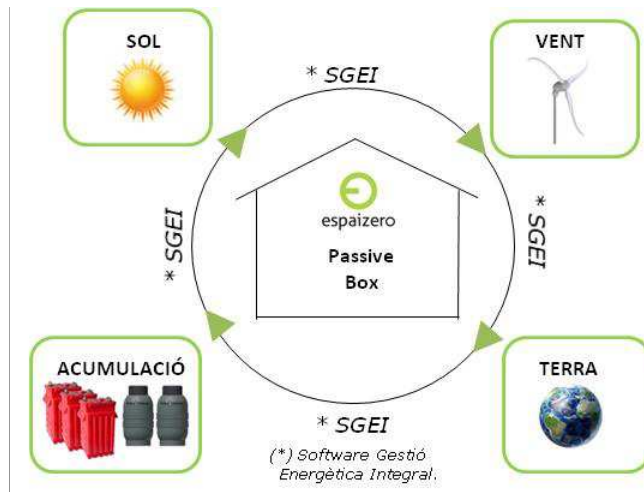 SOL
VENT
* SGEI
* SGEI
* SGEI
espaizero
Passive
Box
ACUMULACIÓ
TERRA
* SGEI
(*) Software Gestió
Energètica Integral.